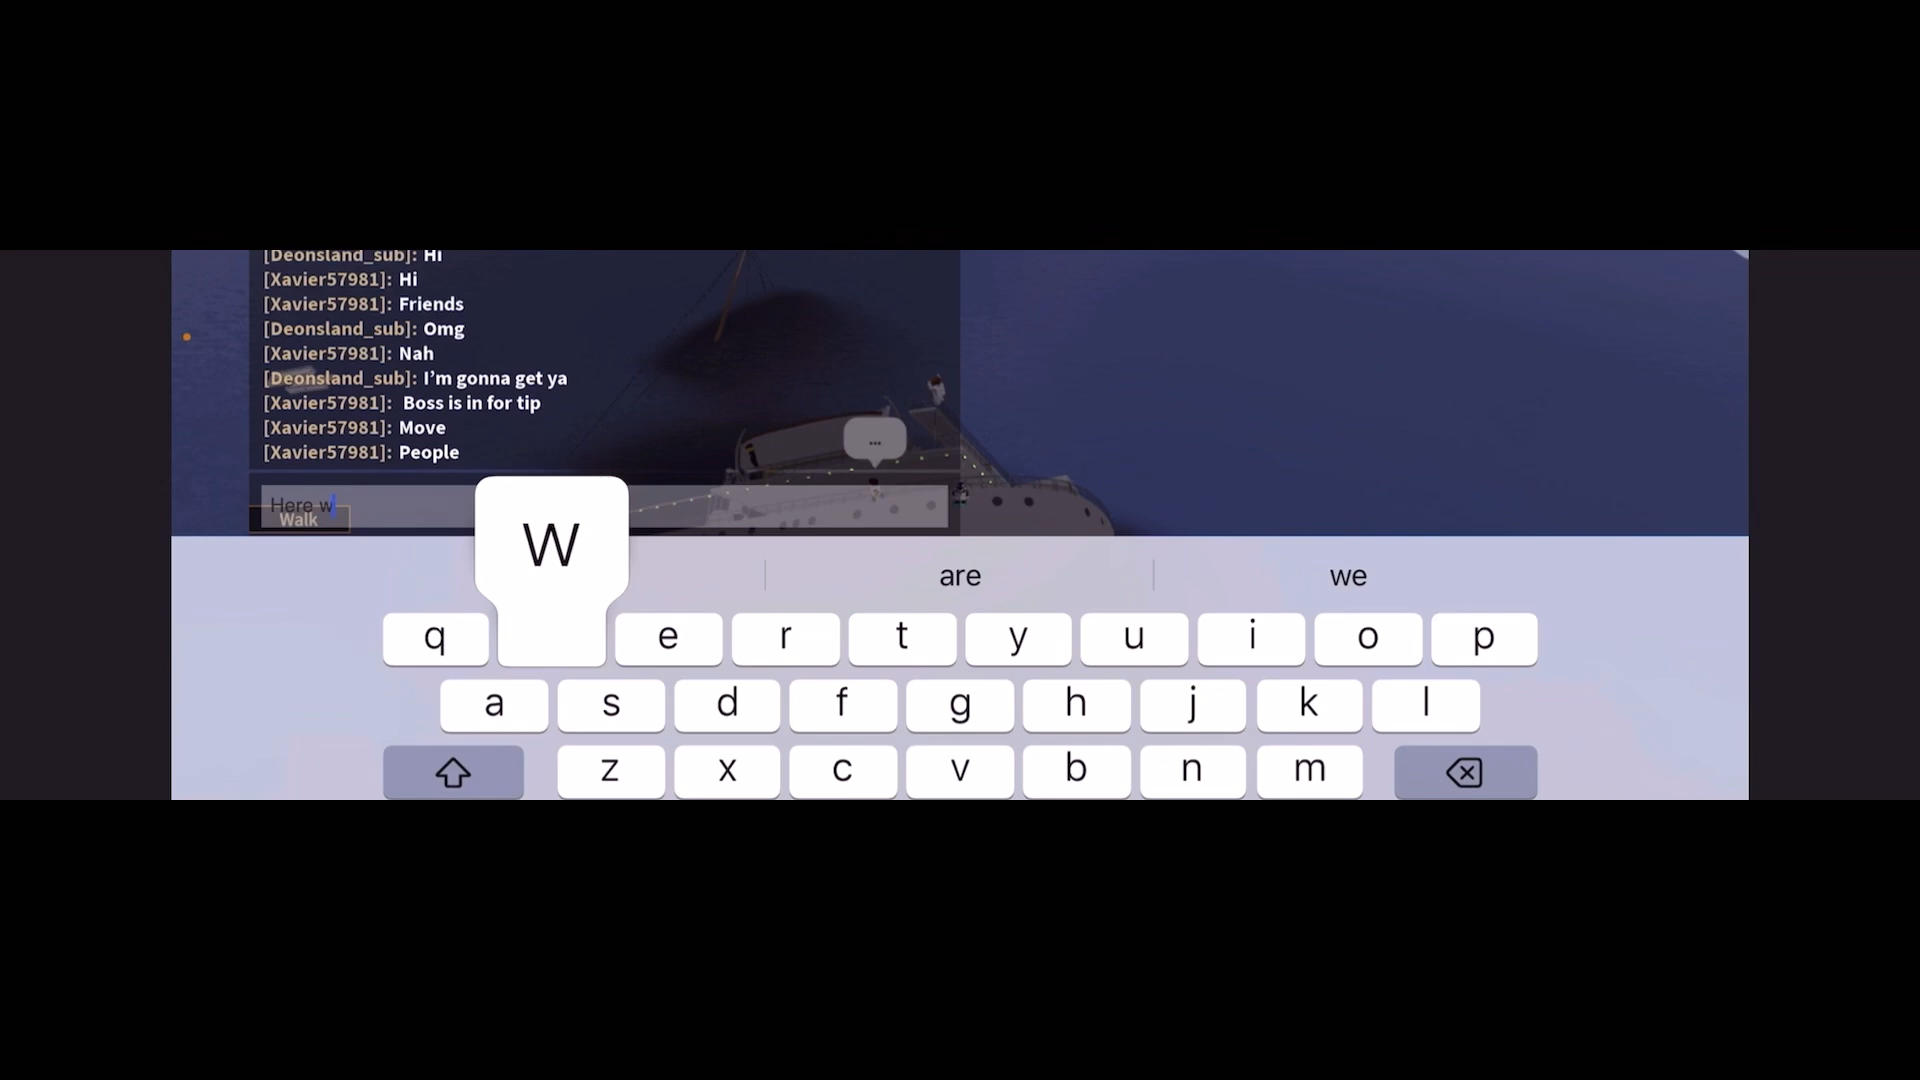 [Deonsland_sub]: Hi
[Xavier57981]: Hi
[Xavier57981]: Friends
[Deonsland_sub]: Omg
[Xavier57981]: Nah
[Deonsland_sub]: I’m gonna get ya
[Xavier57981]: Boss is in for tip
[Xavier57981]: Move
[Xavier57981]: People
...
Here w
Walk
W
are we
q e r t y u i o p
a s d f g h j k l
z x c v b n m